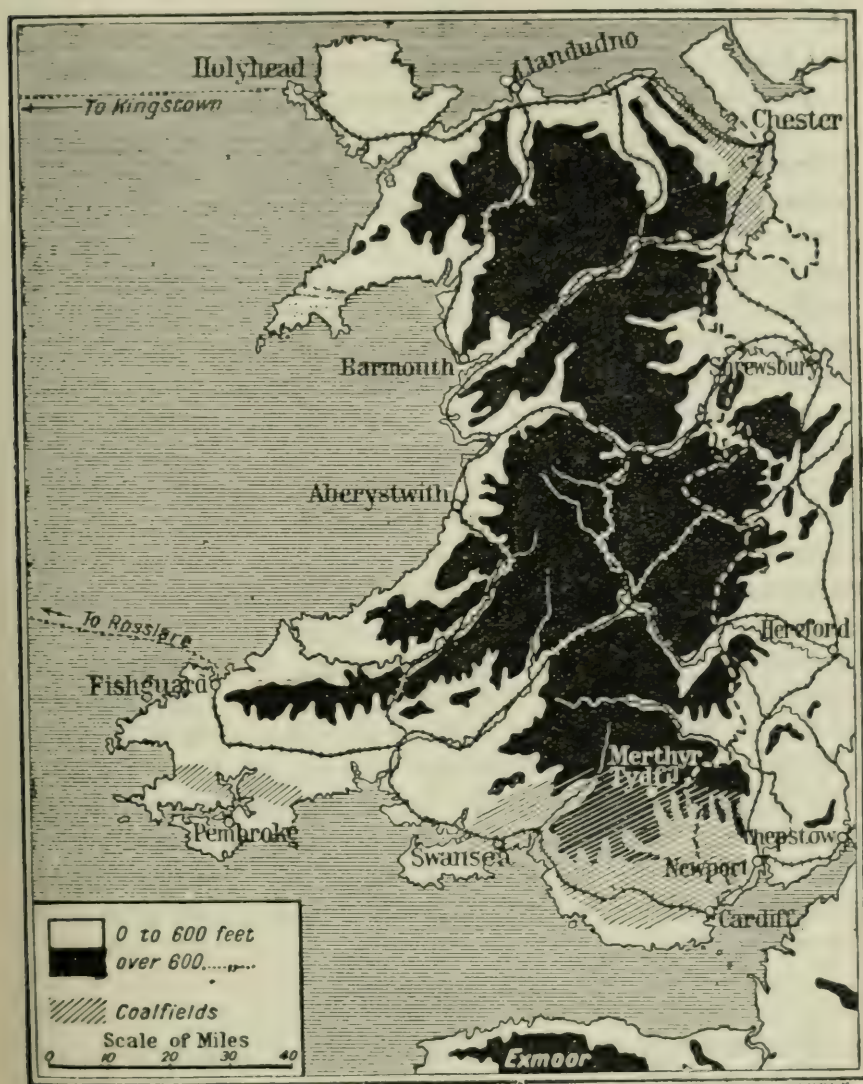 Holyhead
Llandudno
To Kingstown
Chester
Barmouth
Shrewsbury
Aberystwith
To Rosslare
Hereford
Fishguard
Merthyr
Tydfil
Pembroke
Swansea
Chepstow
Newport
Cardiff
0 to 600 feet
over 600 „
Coalfields
Scale of Miles
0 10 20 30 40
Exmoor